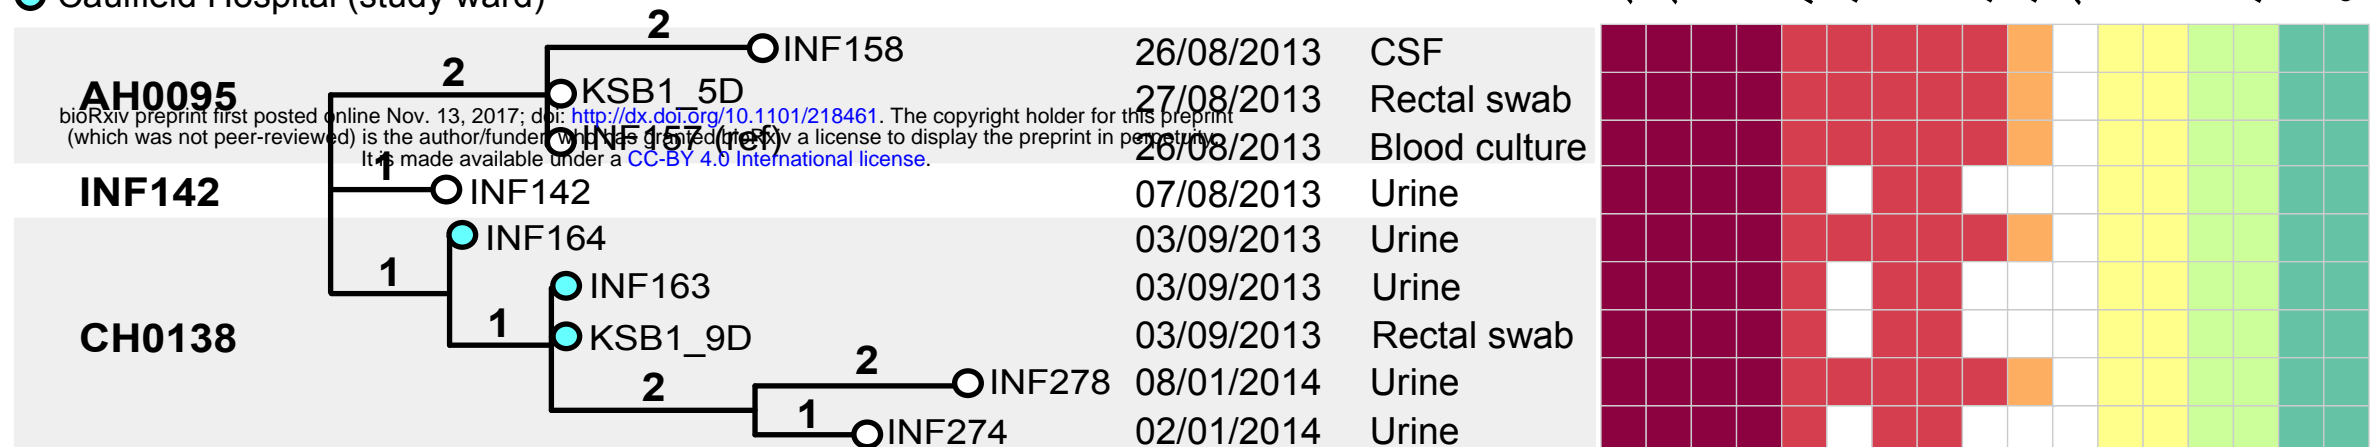 Caulfield Hospital (study ward)
2 INF158 26/08/2013 CSF
2
AH0095 KSB1_5D 27/08/2013 Rectal swab
bioRxiv preprint first posted online Nov. 13, 2017; doi: http://dx.doi.org/10.1101/218461. The copyright holder for this preprint
(which was not peer-reviewed) is the author/funder, who has granted bioRxiv a license to display the preprint in perpetuity.
INF157 (ref) 26/08/2013 Blood culture
It is made available under a CC-BY 4.0 International license.
1
INF142 INF142 07/08/2013 Urine
INF164 03/09/2013 Urine
1
INF163 03/09/2013 Urine
1
CH0138 KSB1_9D 03/09/2013 Rectal swab
2
2 INF278 08/01/2014 Urine
1
INF274 02/01/2014 Urine